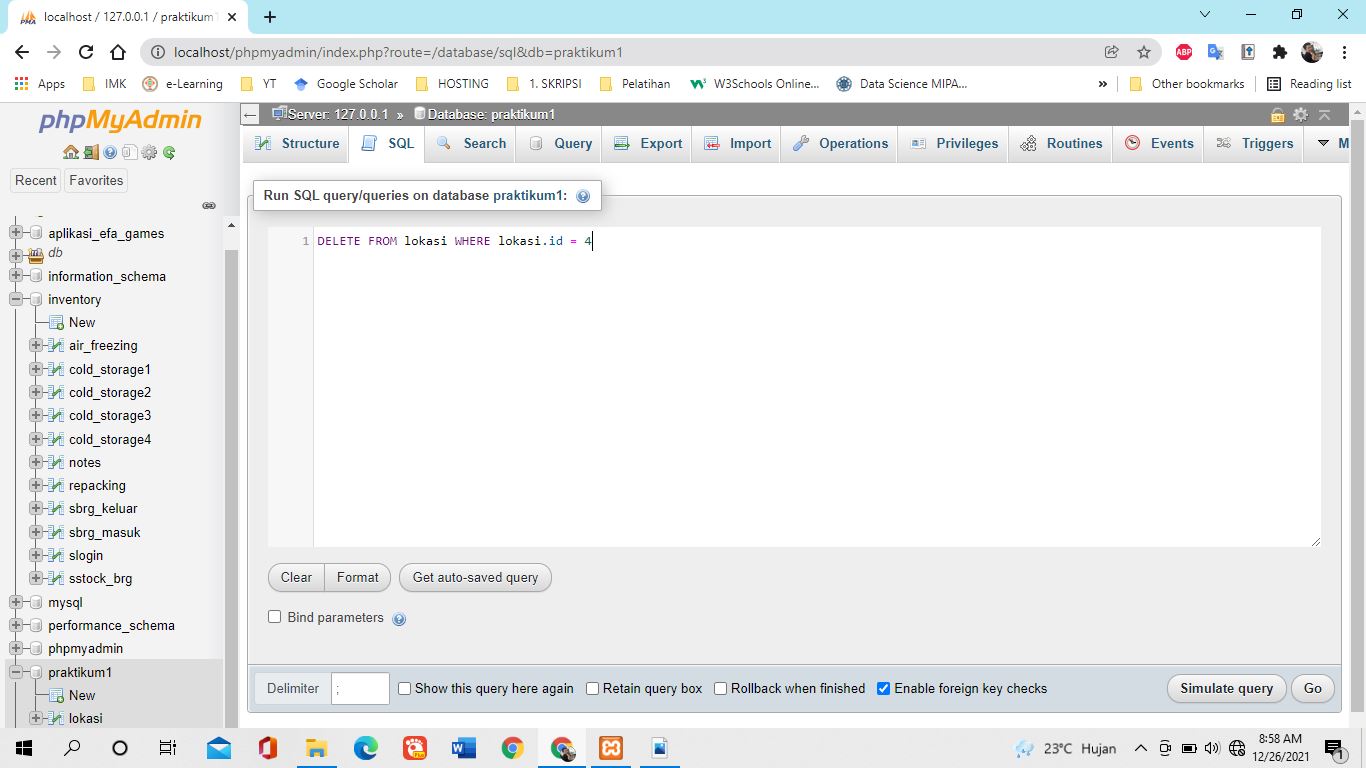 localhost / 127.0.0.1 / praktikum1
localhost/phpmyadmin/index.php?route=/database/sql&db=praktikum1
ABP
Apps IMK e-Learning YT Google Scholar HOSTING 1. SKRIPSI Pelatihan W3Schools Online... Data Science MIPA... » Other bookmarks Reading list
phpMyAdmin
Recent Favorites
aplikasi_efa_games
db
information_schema
inventory
New
air_freezing
cold_storage1
cold_storage2
cold_storage3
cold_storage4
notes
repacking
sbrg_keluar
sbrg_masuk
slogin
sstock_brg
mysql
performance_schema
phpmyadmin
praktikum1
New
lokasi
Server: 127.0.0.1 » Database: praktikum1
Structure SQL Search Query Export Import Operations Privileges Routines Events Triggers M
Run SQL query/queries on database praktikum1:
1 DELETE FROM lokasi WHERE lokasi.id = 4
Clear Format Get auto-saved query
Bind parameters
Delimiter ; Show this query here again Retain query box Rollback when finished Enable foreign key checks Simulate query Go
23°C Hujan
8:58 AM
12/26/2021
1